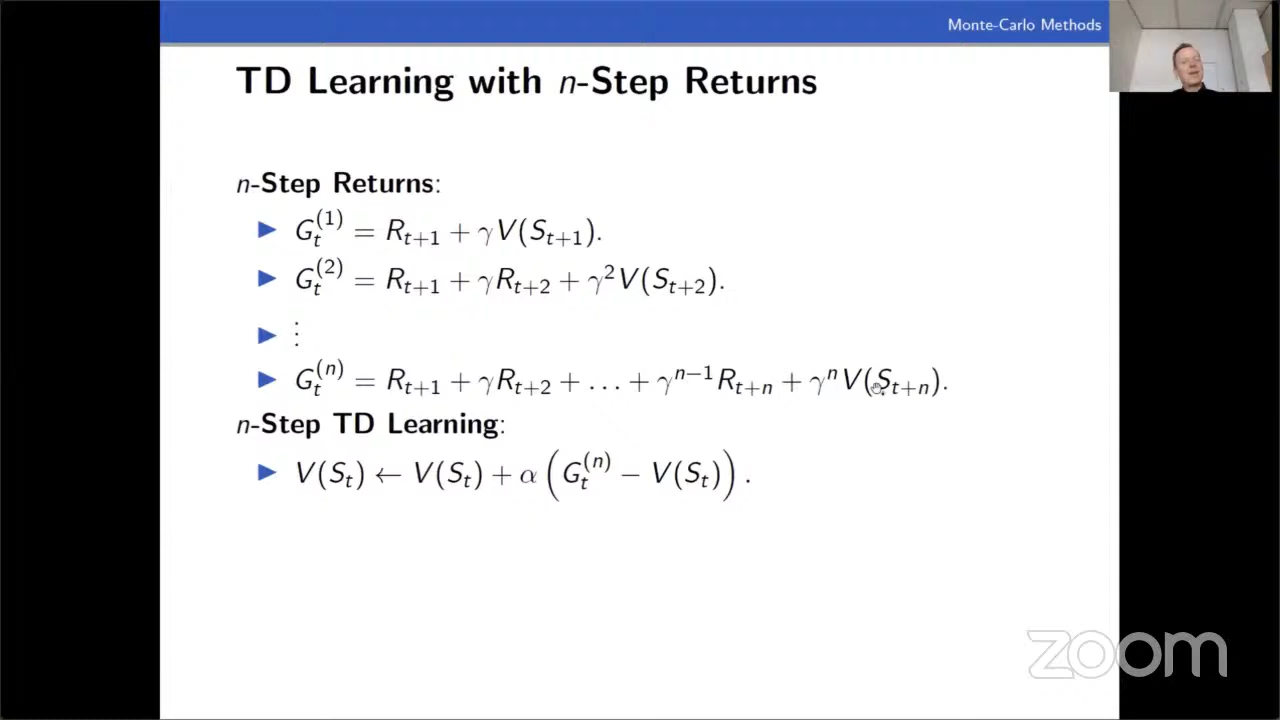 Monte-Carlo Methods
TD Learning with n-Step Returns
n-Step Returns:
▶ G_t^{(1)} = R_{t+1} + γV(S_{t+1}).
▶ G_t^{(2)} = R_{t+1} + γR_{t+2} + γ^2V(S_{t+2}).
▶ ⋮
▶ G_t^{(n)} = R_{t+1} + γR_{t+2} + … + γ^{n−1}R_{t+n} + γ^nV(S_{t+n}).
n-Step TD Learning:
▶ V(S_t) ← V(S_t) + α(G_t^{(n)} − V(S_t)).
zoom